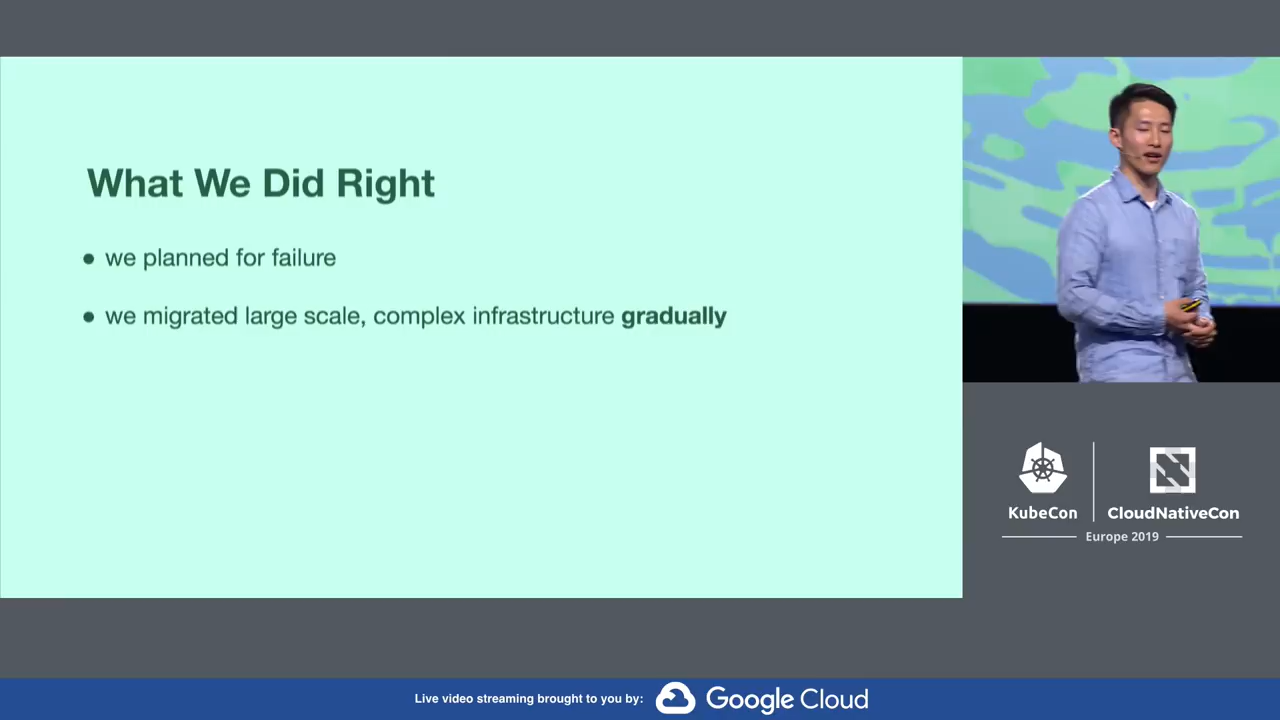 What We Did Right
● we planned for failure
● we migrated large scale, complex infrastructure gradually
KubeCon
CloudNativeCon
Europe 2019
Live video streaming brought to you by:
Google Cloud